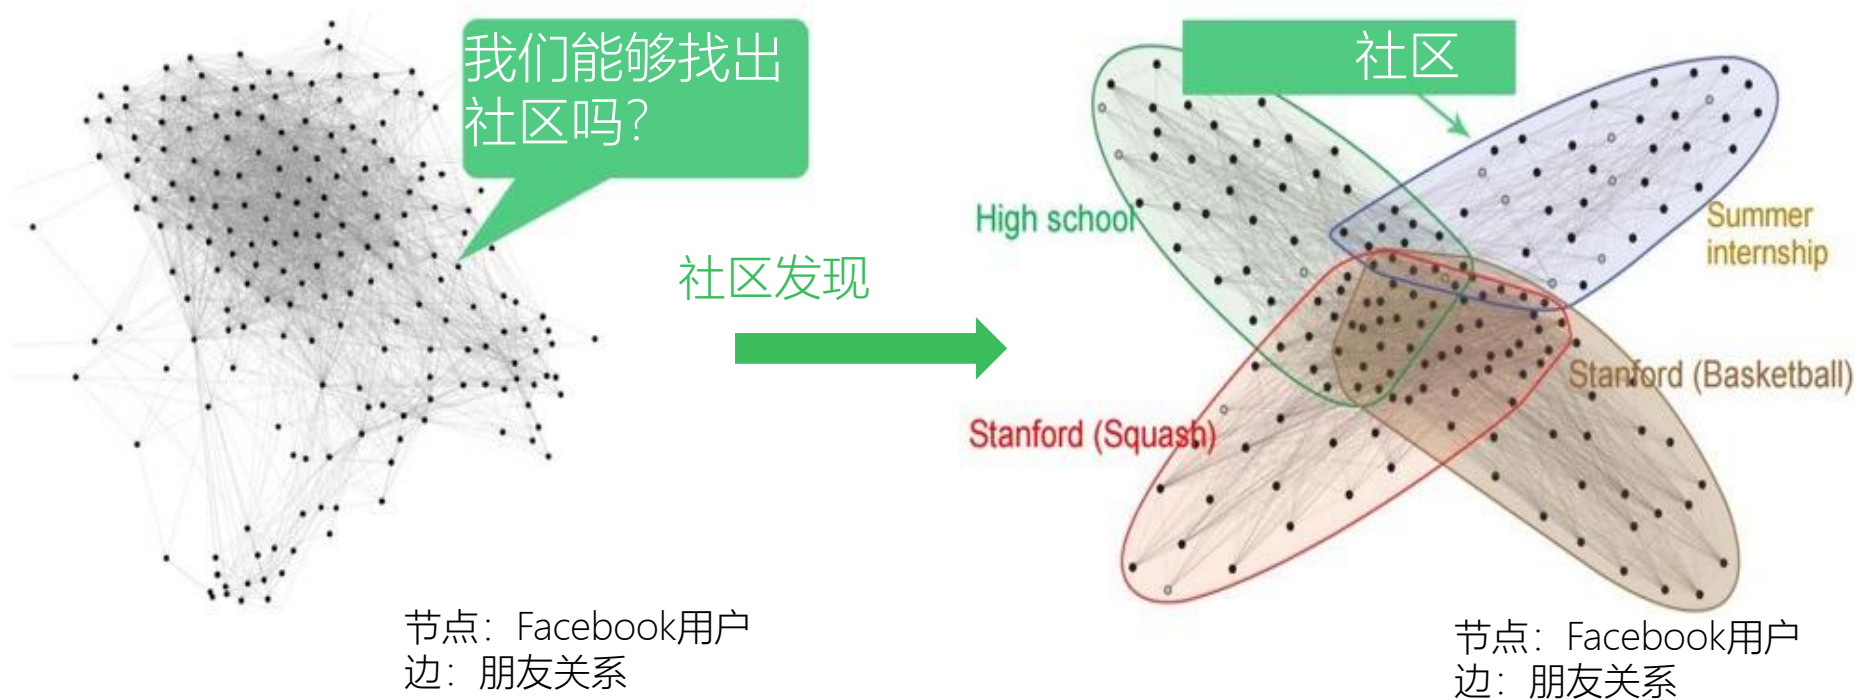 我们能够找出
社区吗?
社区发现
节点：Facebook用户
边：朋友关系
社区
High school
Summer
internship
Stanford (Squash)
Stanford (Basketball)
节点：Facebook用户
边：朋友关系